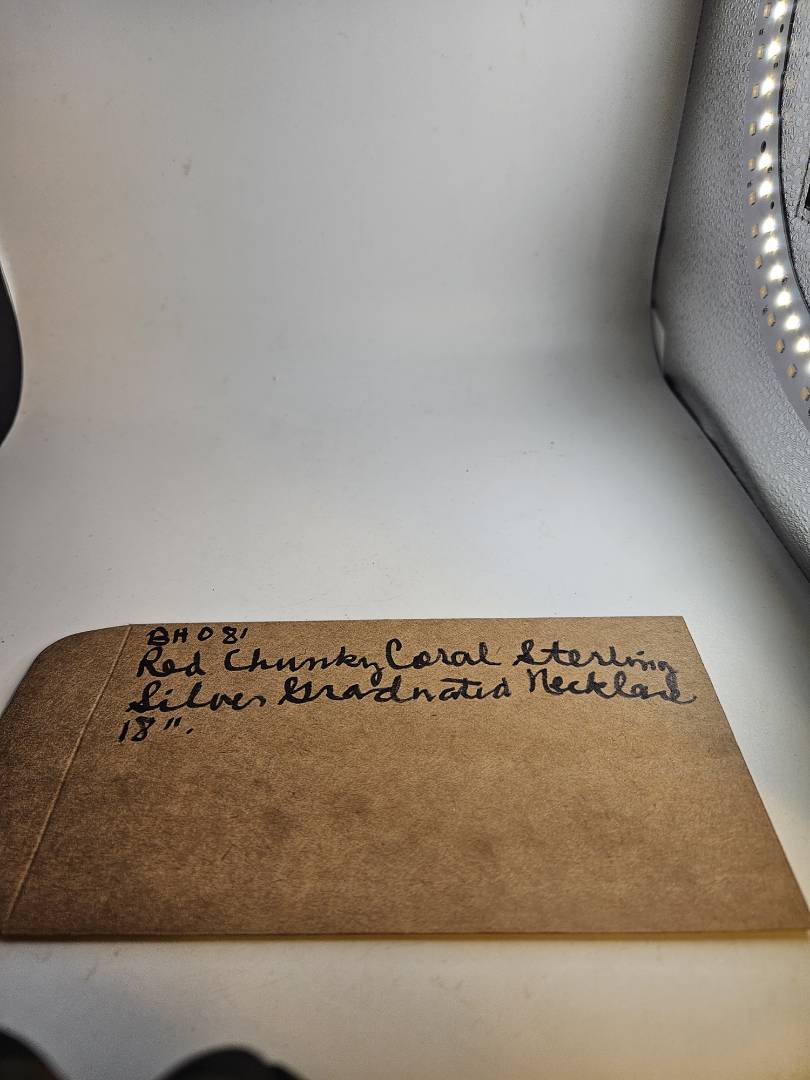 BH081
Red Chunky Coral Sterling
Silver Graduated Necklace
18".